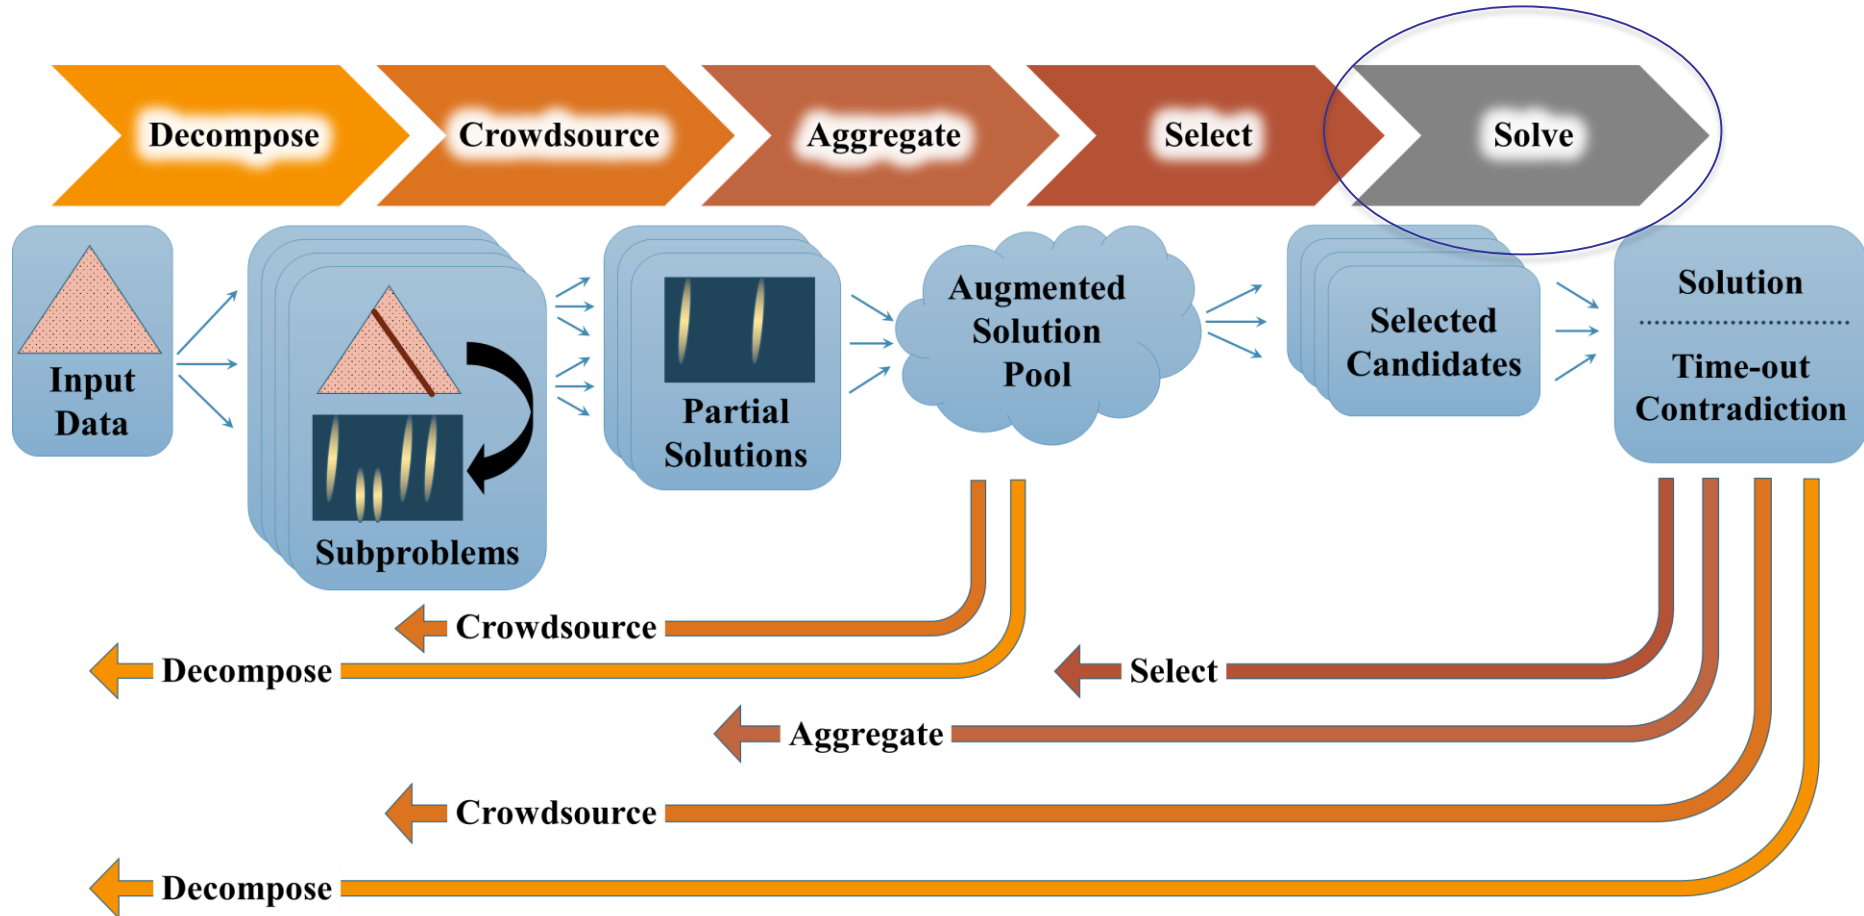 Decompose
Crowdsource
Aggregate
Select
Solve
Input
Data
Subproblems
Partial
Solutions
Augmented
Solution
Pool
Selected
Candidates
Solution
Time-out
Contradiction
Crowdsource
Decompose
Select
Aggregate
Crowdsource
Decompose